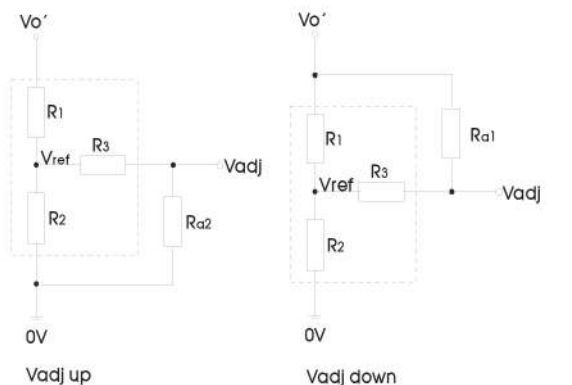 Vo′
R1
Vref
R3
Vadj
R2
Ra2
0V
Vadj up
Vo′
R1
Ra1
Vref
R3
Vadj
R2
0V
Vadj down